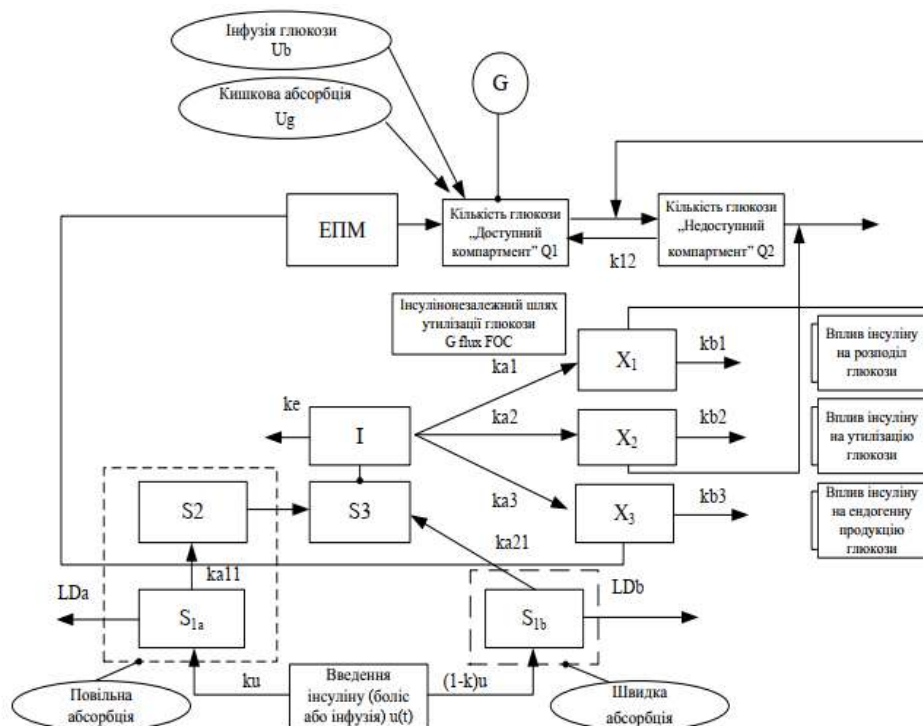 Інфузія глюкози
Ub
G
Кишкова абсорбція
Ug
ЕПМ
Кількість глюкози
„Доступний
компартмент” Q1
Кількість глюкози
„Недоступний
компартмент” Q2
k12
Інсулінонезалежний шлях
утилізації глюкози
G flux FOC
X1
kb1
Вплив інсуліну
на розподіл
глюкози
ka1
ke
I
ka2
X2
kb2
Вплив інсуліну
на утилізацію
глюкози
S2
S3
ka3
X3
kb3
Вплив інсуліну
на ендогенну
продукцію
глюкози
ka21
ka11
LDa
S1a
S1b
LDb
Повільна
абсорбція
ku
Введення
інсуліну (боліс
або інфузія) u(t)
(1-k)u
Швидка
абсорбція